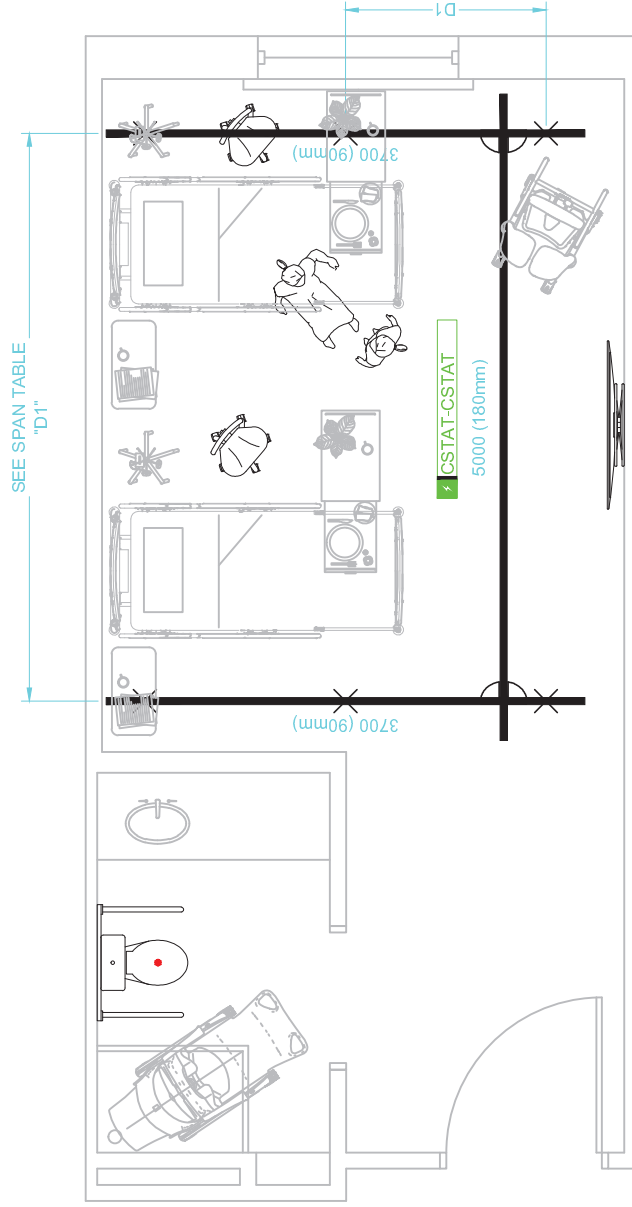 D1
3700 (90mm)
SEE SPAN TABLE
"D1"
CSTAT-CSTAT
5000 (180mm)
3700 (90mm)